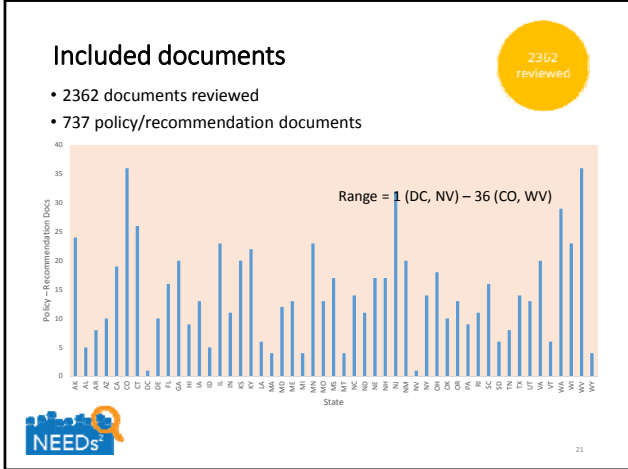 Included documents
2362
reviewed
• 2362 documents reviewed
• 737 policy/recommendation documents
40
35
30
25
20
15
10
5
0
Policy – Recommendation Docs
Range = 1 (DC, NV) – 36 (CO, WV)
AK AL AR AZ CA CO CT DC DE FL GA HI IA ID IL IN KS KY LA MA MD ME MI MN MO MS MT NC ND NE NH NJ NM NV NY OH OK OR PA RI SC SD TN TX UT VA VT WA WI WV WY
State
NEEDs²
21